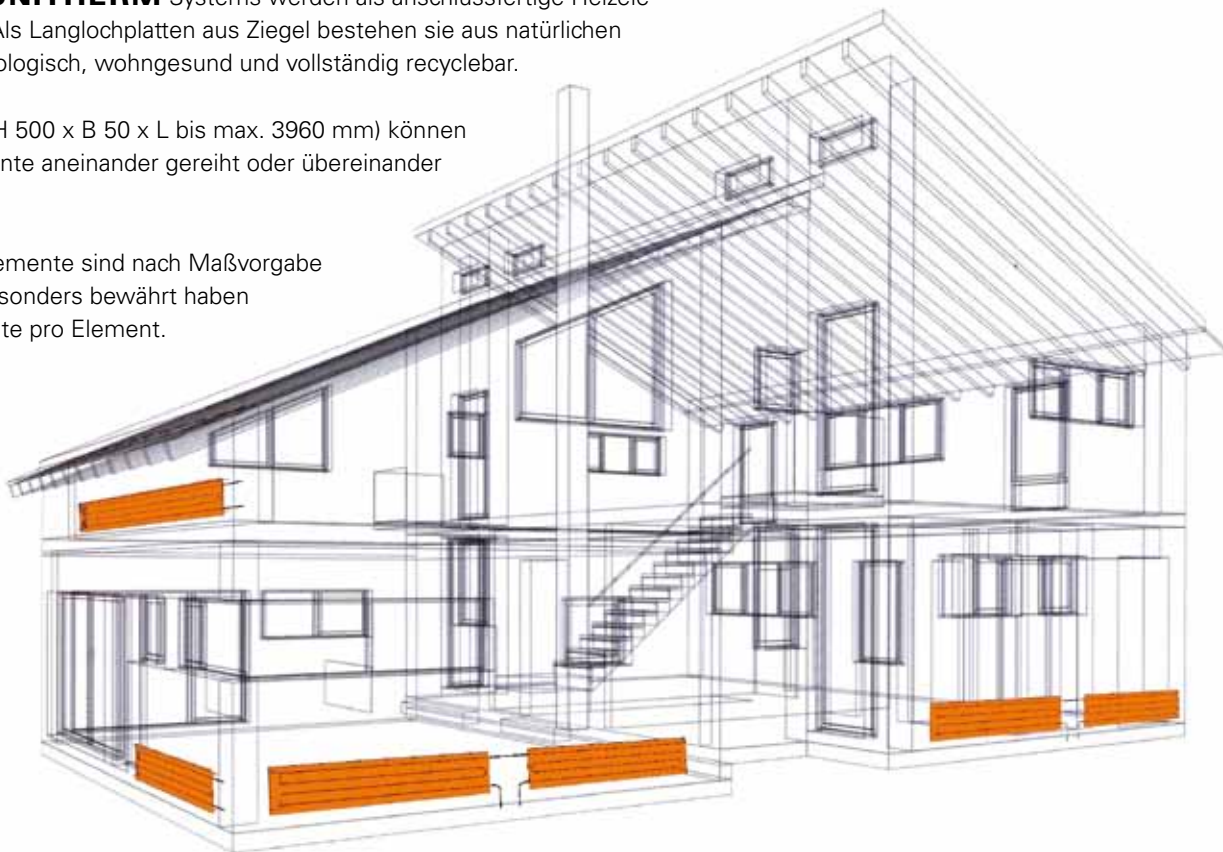 UNITHERM Systems werden als anschlussfertige Heizele
Als Langlochplatten aus Ziegel bestehen sie aus natürlichen
ologisch, wohngesund und vollständig recyclebar.
H 500 x B 50 x L bis max. 3960 mm) können
nte aneinander gereiht oder übereinander
emente sind nach Maßvorgabe
sonders bewährt haben
te pro Element.